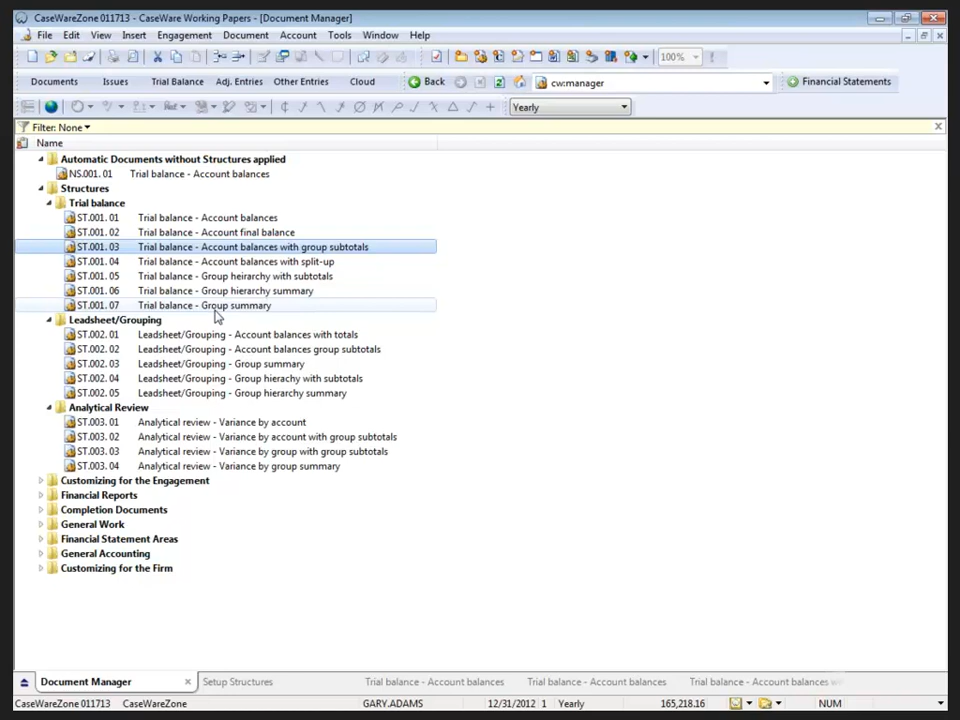 CaseWareZone 011713 - CaseWare Working Papers - [Document Manager]
File Edit View Insert Engagement Document Account Tools Window Help
100%
Documents Issues Trial Balance Adj. Entries Other Entries Cloud Back cw:manager Financial Statements
Yearly
Filter: None
Name
Automatic Documents without Structures applied
NS.001. 01 Trial balance - Account balances
Structures
Trial balance
ST.001. 01 Trial balance - Account balances
ST.001. 02 Trial balance - Account final balance
ST.001. 03 Trial balance - Account balances with group subtotals
ST.001. 04 Trial balance - Account balances with split-up
ST.001. 05 Trial balance - Group heirarchy with subtotals
ST.001. 06 Trial balance - Group hierarchy summary
ST.001. 07 Trial balance - Group summary
Leadsheet/Grouping
ST.002. 01 Leadsheet/Grouping - Account balances with totals
ST.002. 02 Leadsheet/Grouping - Account balances group subtotals
ST.002. 03 Leadsheet/Grouping - Group summary
ST.002. 04 Leadsheet/Grouping - Group hierachy with subtotals
ST.002. 05 Leadsheet/Grouping - Group hierarchy summary
Analytical Review
ST.003. 01 Analytical review - Variance by account
ST.003. 02 Analytical review - Variance by account with group subtotals
ST.003. 03 Analytical review - Variance by group with group subtotals
ST.003. 04 Analytical review - Variance by group summary
Customizing for the Engagement
Financial Reports
Completion Documents
General Work
Financial Statement Areas
General Accounting
Customizing for the Firm
Document Manager Setup Structures Trial balance - Account balances Trial balance - Account balances Trial balance - Account balances
CaseWareZone 011713 CaseWareZone GARY.ADAMS 12/31/2012 1 Yearly 165,218.16 NUM